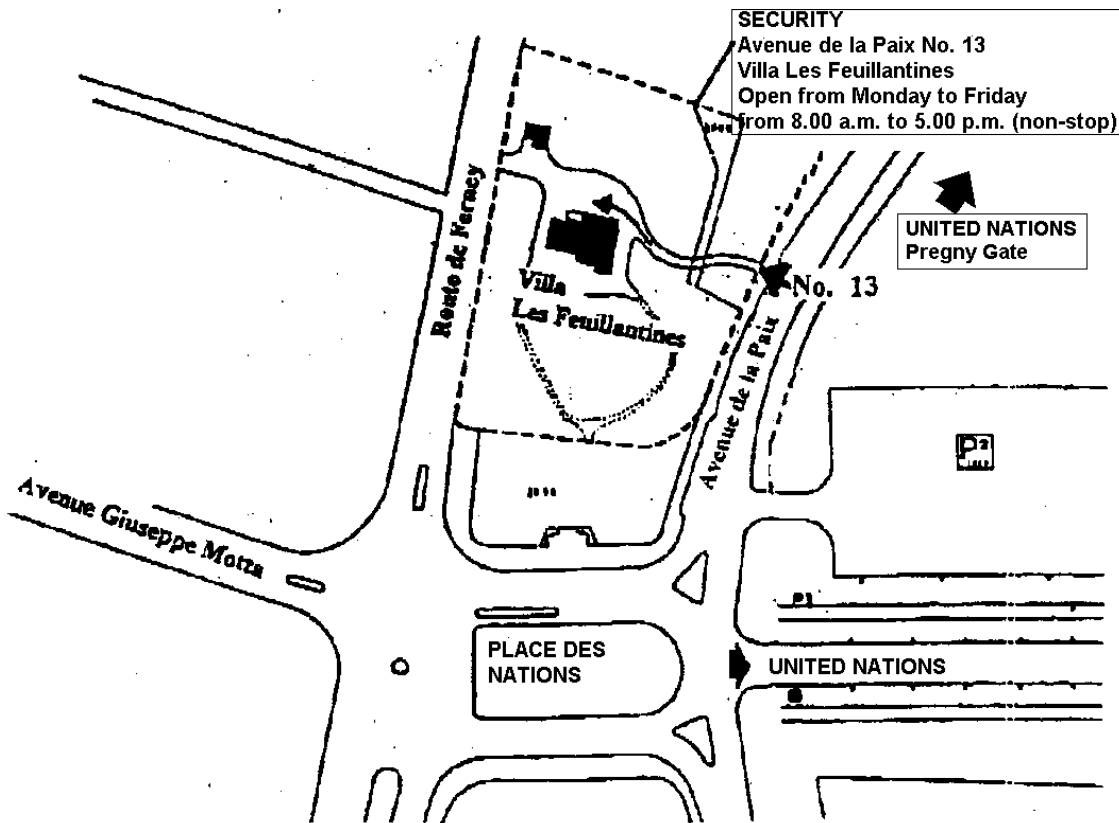 SECURITY
Avenue de la Paix No. 13
Villa Les Feuillantines
Open from Monday to Friday
from 8.00 a.m. to 5.00 p.m. (non-stop)
UNITED NATIONS
Pregny Gate
No. 13
Route de Ferney
Villa
Les Feuillantines
Avenue de la Paix
P2
Avenue Giuseppe Motta
P1
PLACE DES
NATIONS
UNITED NATIONS